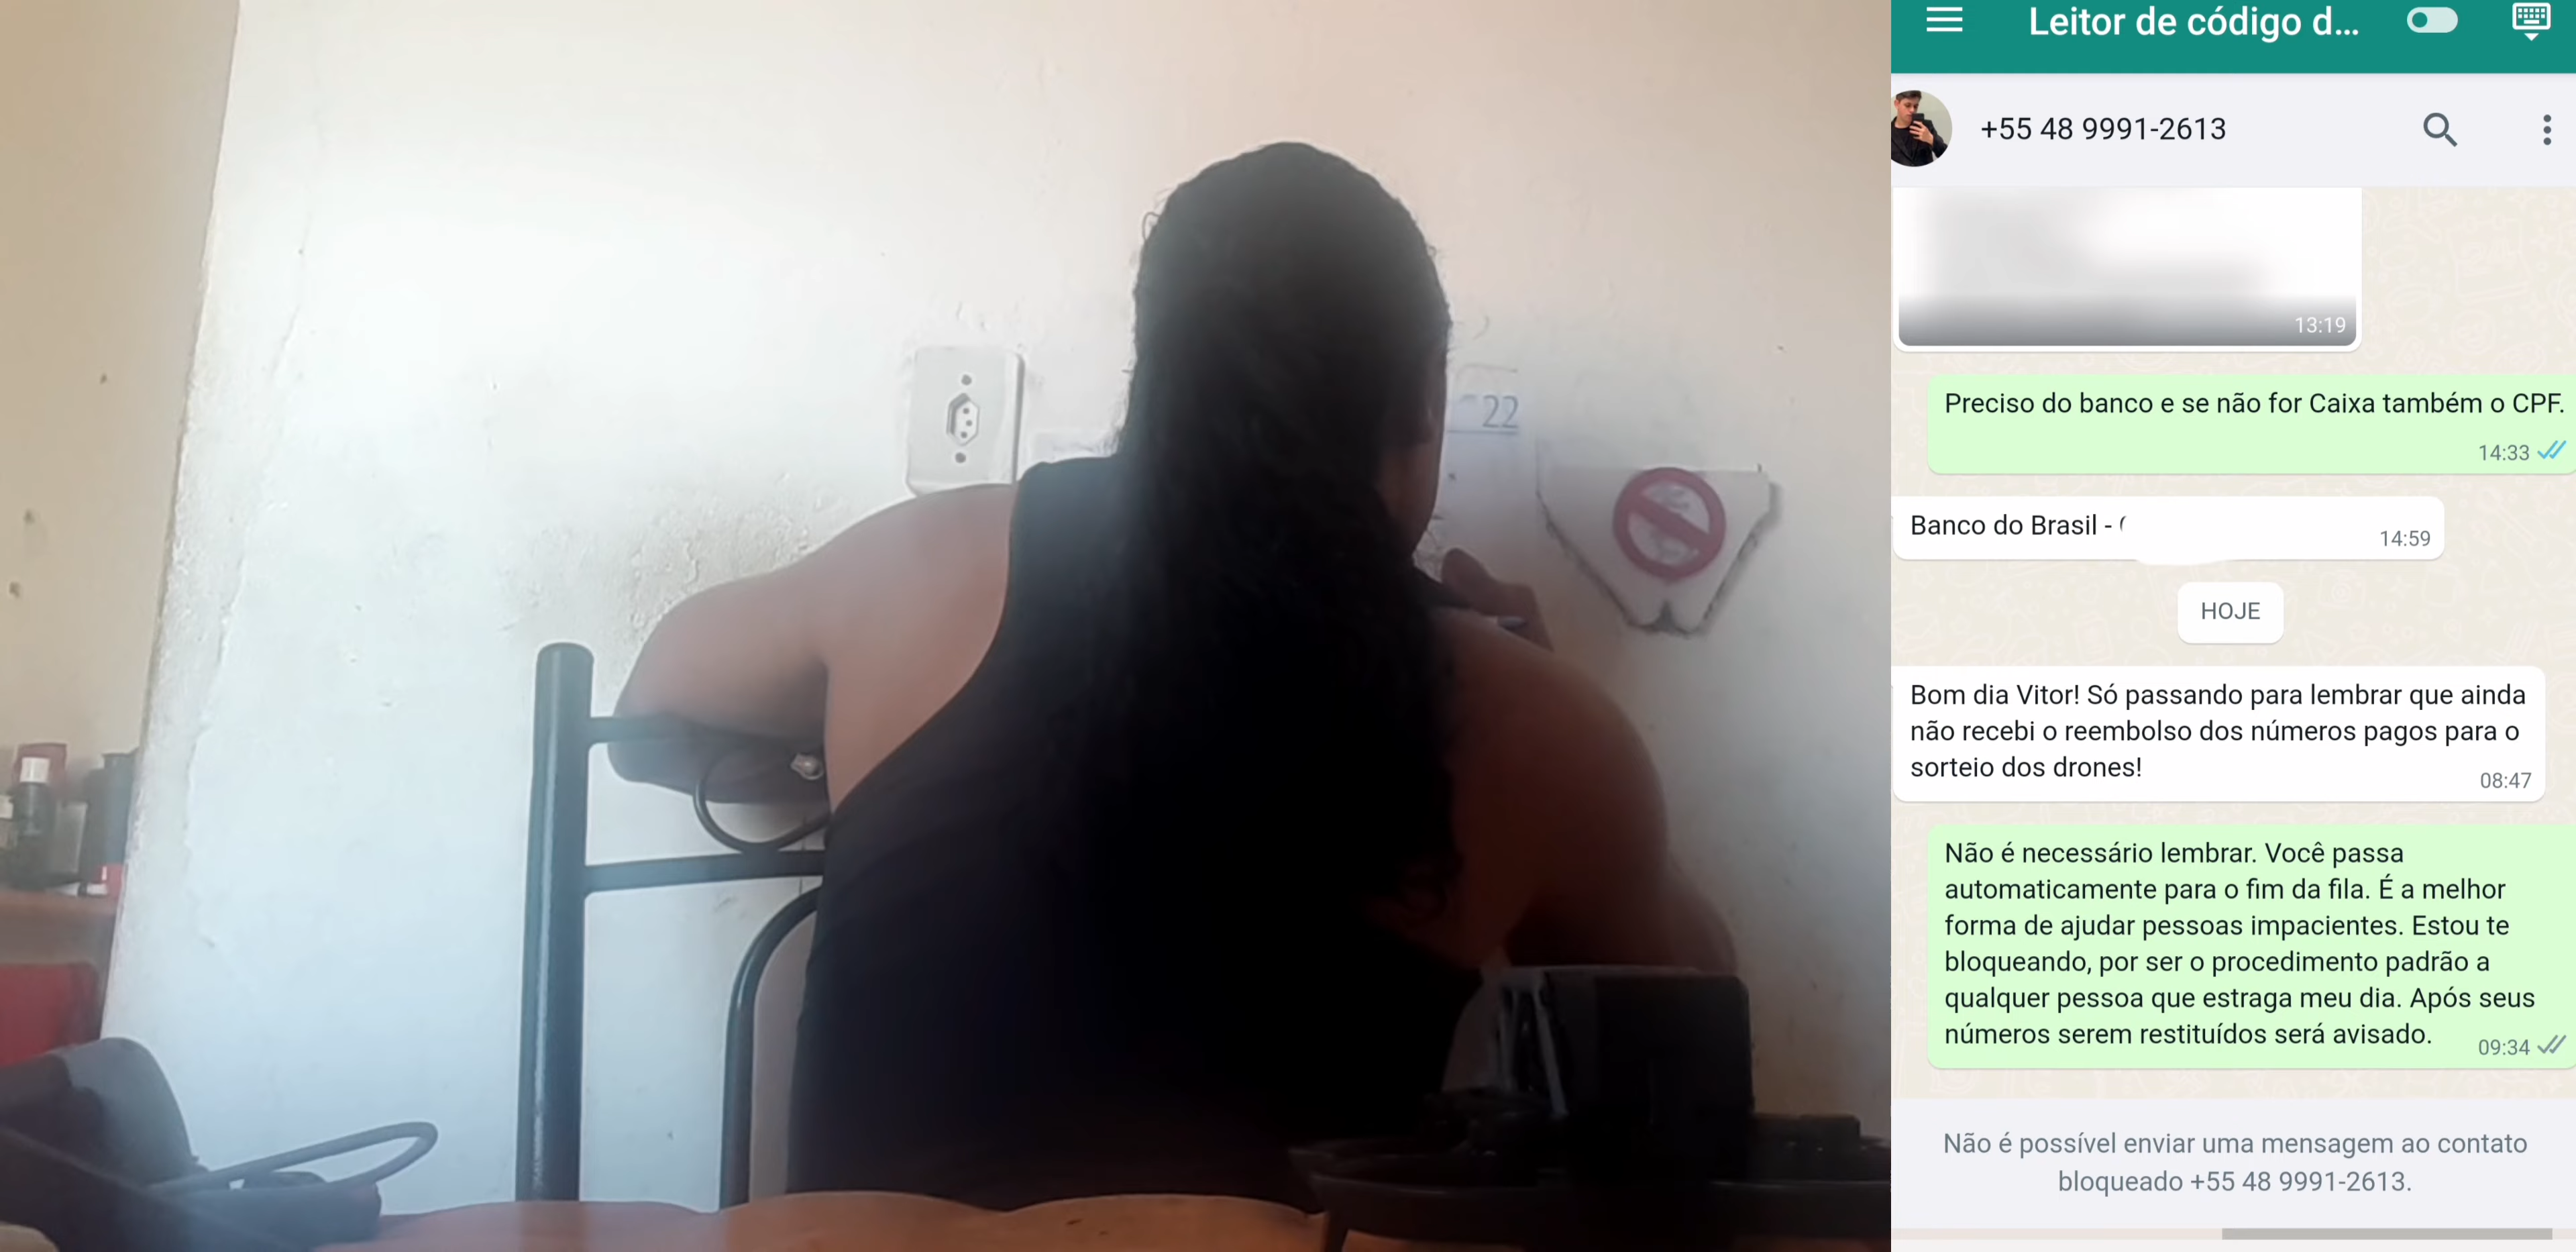 22
Leitor de código d...
+55 48 9991-2613
13:19
Preciso do banco e se não for Caixa também o CPF.
14:33
Banco do Brasil -
14:59
HOJE
Bom dia Vitor! Só passando para lembrar que ainda
não recebi o reembolso dos números pagos para o
sorteio dos drones!
08:47
Não é necessário lembrar. Você passa
automaticamente para o fim da fila. É a melhor
forma de ajudar pessoas impacientes. Estou te
bloqueando, por ser o procedimento padrão a
qualquer pessoa que estraga meu dia. Após seus
números serem restituídos será avisado.
09:34
Não é possível enviar uma mensagem ao contato
bloqueado +55 48 9991-2613.